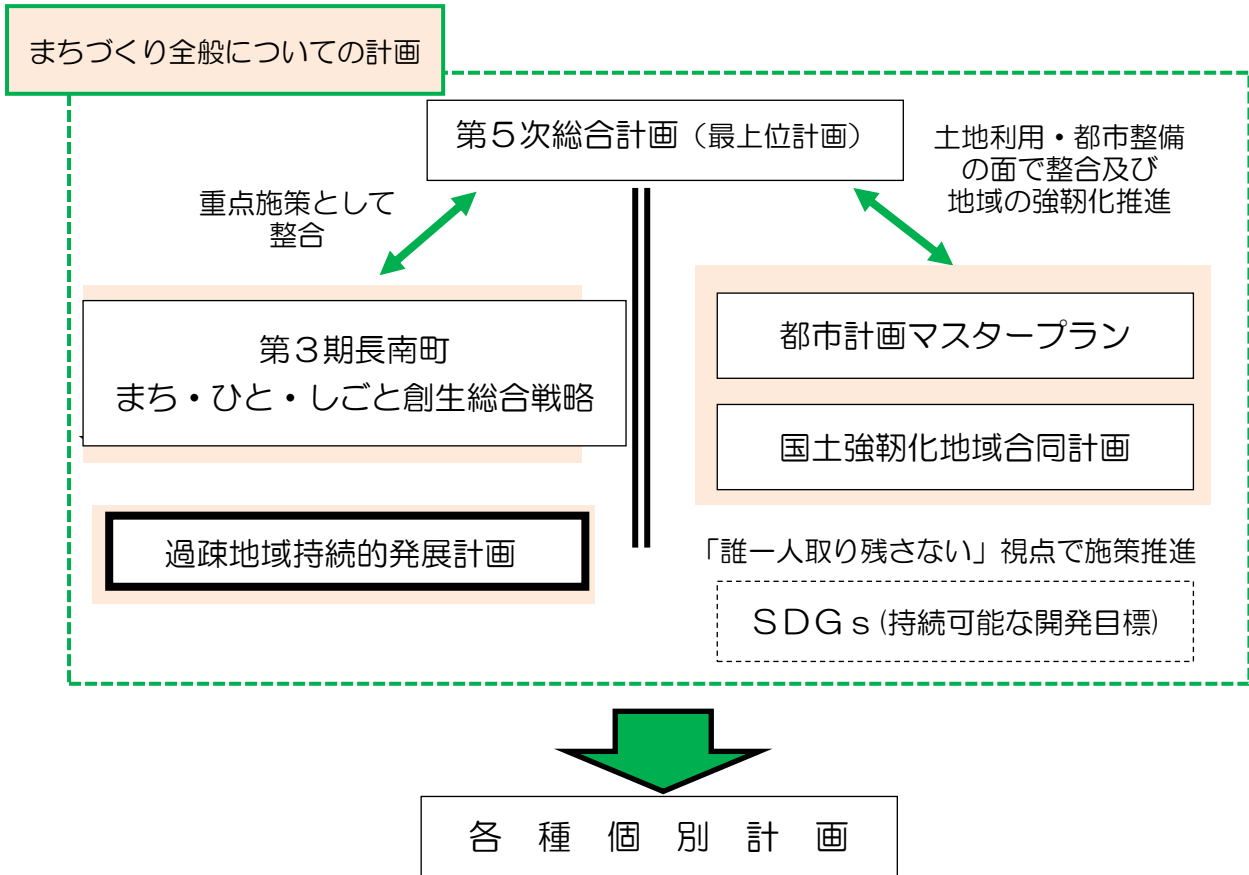 まちづくり全般についての計画
第５次総合計画（最上位計画）
土地利用・都市整備
の面で整合及び
地域の強靭化推進
重点施策として
整合
第３期長南町
まち・ひと・しごと創生総合戦略
都市計画マスタープラン
国土強靭化地域合同計画
過疎地域持続的発展計画
「誰一人取り残さない」視点で施策推進
ＳＤＧｓ(持続可能な開発目標)
各種個別計画